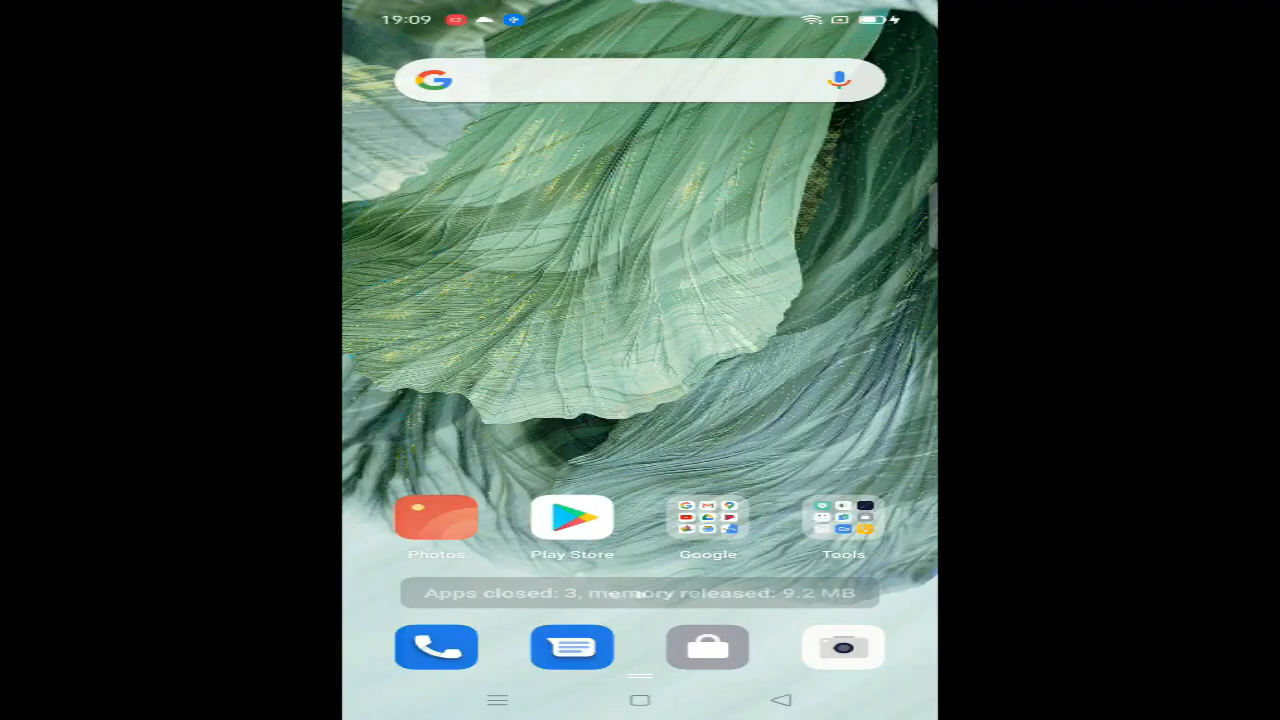 19:09
Photos
Play Store
Google
Tools
Apps closed: 3, memory released: 9.2 MB